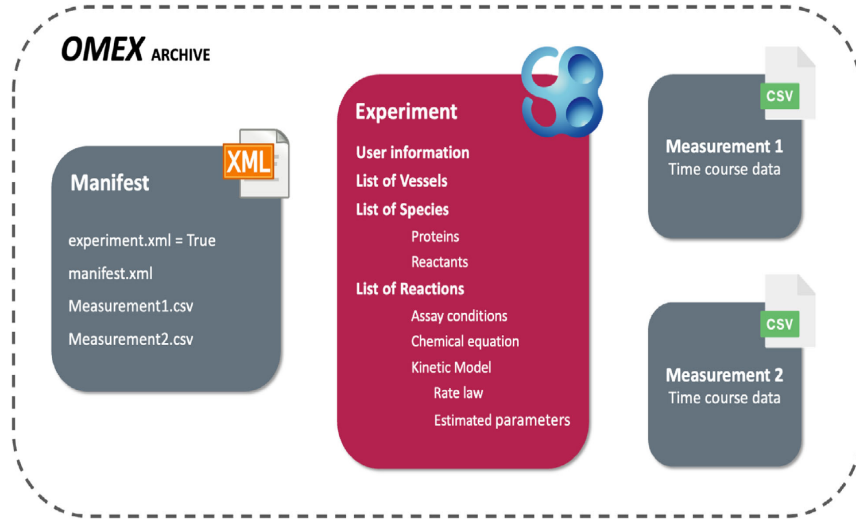 OMEX ARCHIVE
XML
Manifest
experiment.xml = True
manifest.xml
Measurement1.csv
Measurement2.csv
Experiment
User information
List of Vessels
List of Species
Proteins
Reactants
List of Reactions
Assay conditions
Chemical equation
Kinetic Model
Rate law
Estimated parameters
CSV
Measurement 1
Time course data
CSV
Measurement 2
Time course data